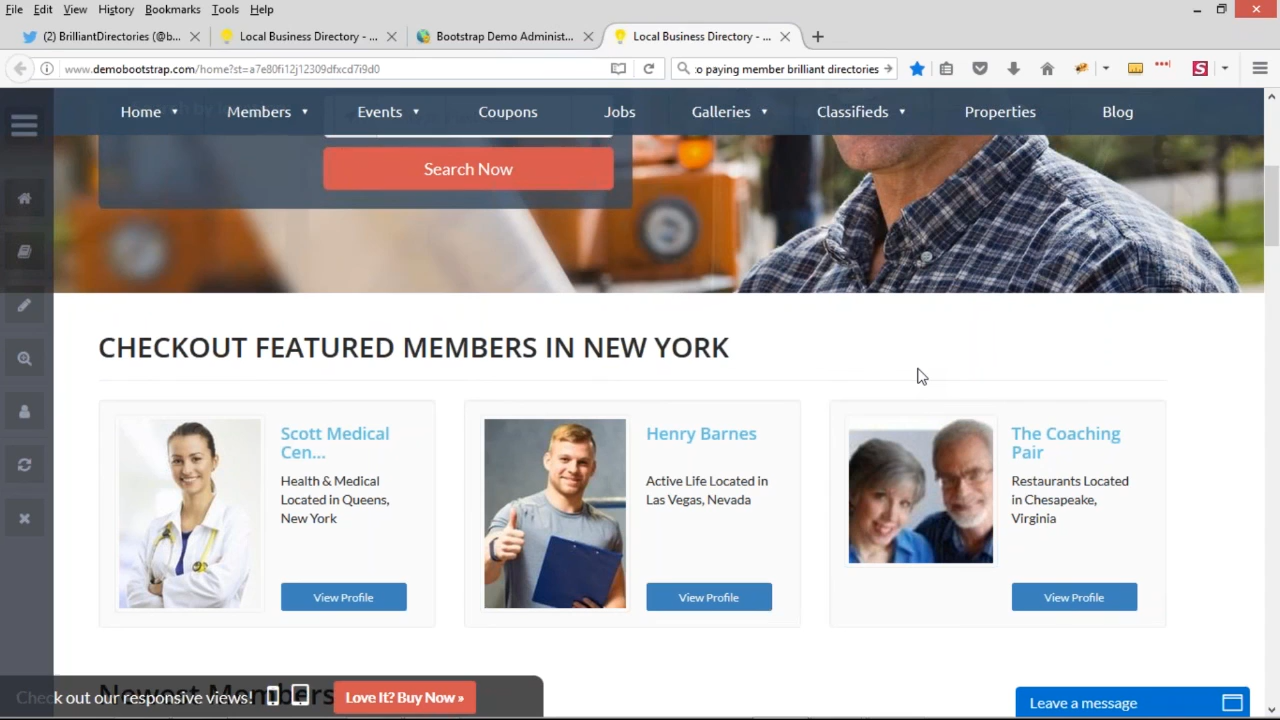 File Edit View History Bookmarks Tools Help
(2) BrilliantDirectories (@b...
Local Business Directory - ...
Bootstrap Demo Administ...
Local Business Directory - ...
www.demobootstrap.com/home?st=a7e80fi12j12309dfxcd7i9d0
:o paying member brilliant directories
Home Members Events Coupons Jobs Galleries Classifieds Properties Blog
Search Now
CHECKOUT FEATURED MEMBERS IN NEW YORK
Scott Medical
Cen...
Health & Medical
Located in Queens,
New York
View Profile
Henry Barnes
Active Life Located in
Las Vegas, Nevada
View Profile
The Coaching
Pair
Restaurants Located
in Chesapeake,
Virginia
View Profile
Newest Members
Check out our responsive views!
Love It? Buy Now »
Leave a message